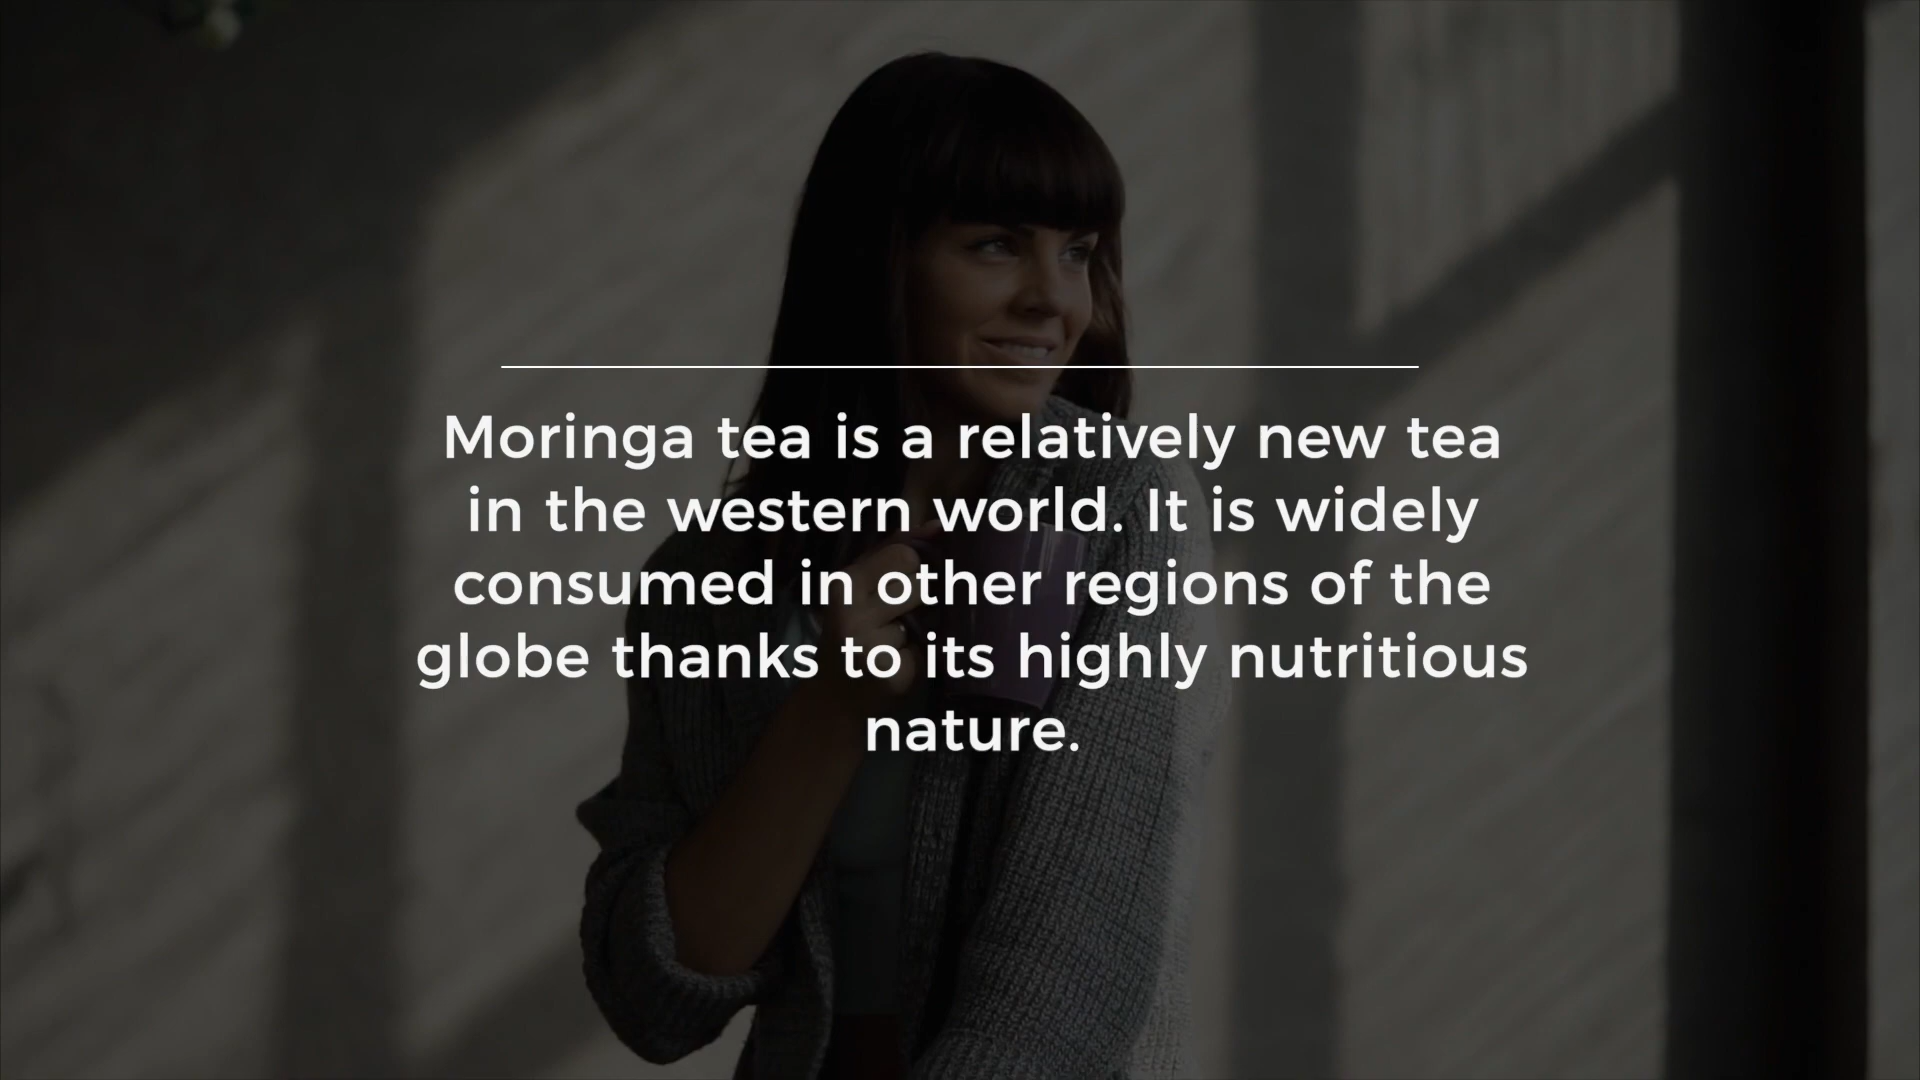 Moringa tea is a relatively new tea
in the western world. It is widely
consumed in other regions of the
globe thanks to its highly nutritious
nature.